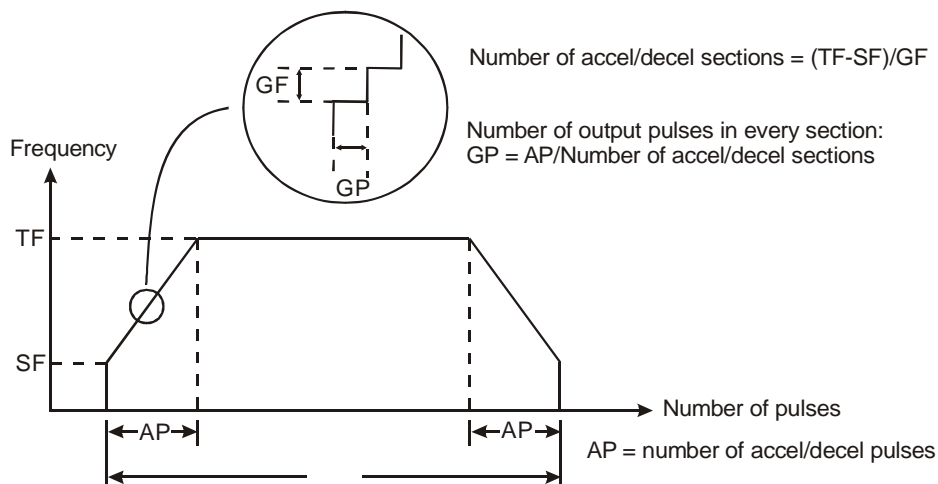 Number of accel/decel sections = (TF-SF)/GF
GF
Number of output pulses in every section:
GP = AP/Number of accel/decel sections
Frequency
GP
TF
SF
Number of pulses
AP
AP
AP = number of accel/decel pulses